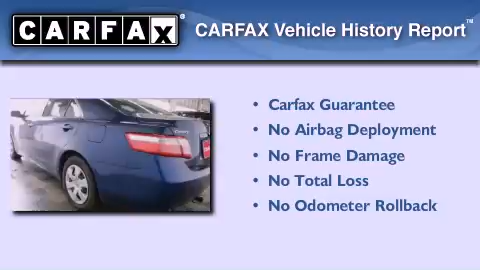 CARFAX®
CARFAX Vehicle History Report™
• Carfax Guarantee
• No Airbag Deployment
• No Frame Damage
• No Total Loss
• No Odometer Rollback